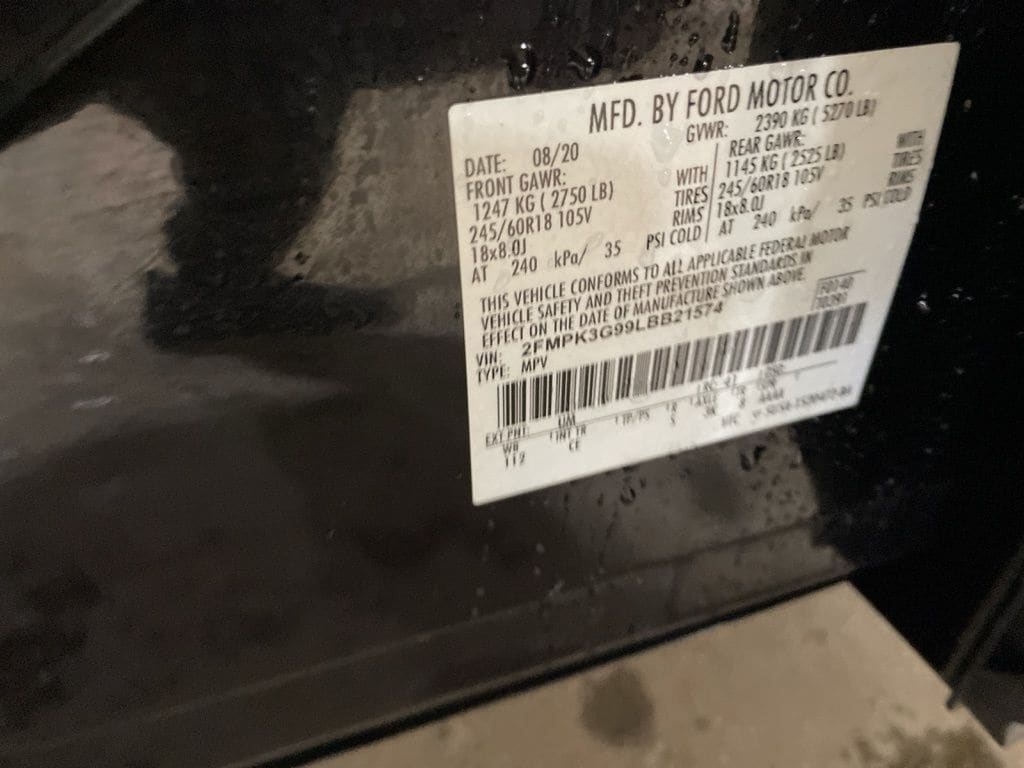 MFD. BY FORD MOTOR CO.
DATE: 08/20 GVWR: 2390 KG ( 5270 LB)
FRONT GAWR: REAR GAWR:
1247 KG ( 2750 LB) WITH 1145 KG ( 2525 LB) WITH
245/60R18 105V TIRES 245/60R18 105V TIRES
18x8.0J RIMS 18x8.0J RIMS
AT 240 kPa/ 35 PSI COLD AT 240 kPa/ 35 PSI COLD
THIS VEHICLE CONFORMS TO ALL APPLICABLE FEDERAL MOTOR
VEHICLE SAFETY AND THEFT PREVENTION STANDARDS IN
EFFECT ON THE DATE OF MANUFACTURE SHOWN ABOVE.
VIN: 2FMPK3G99LBB21574
TYPE: MPV
EXT PNT: UM
WB INT TR TP/PS R
112 CE S